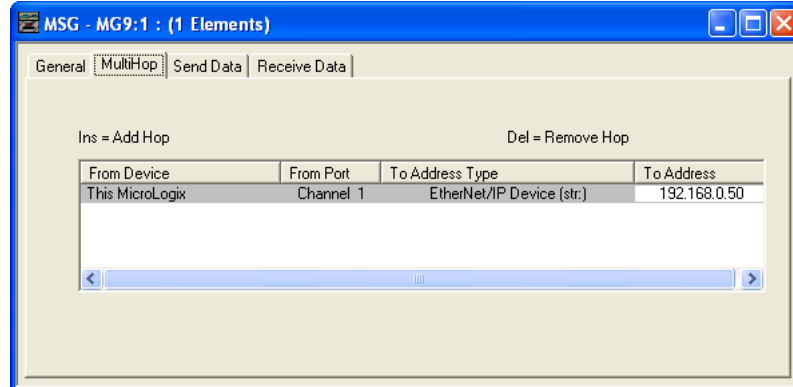 MSG - MG9:1 : (1 Elements)
General MultiHop Send Data Receive Data
Ins = Add Hop Del = Remove Hop
From Device From Port To Address Type To Address
This MicroLogix Channel 1 EtherNet/IP Device (str:) 192.168.0.50